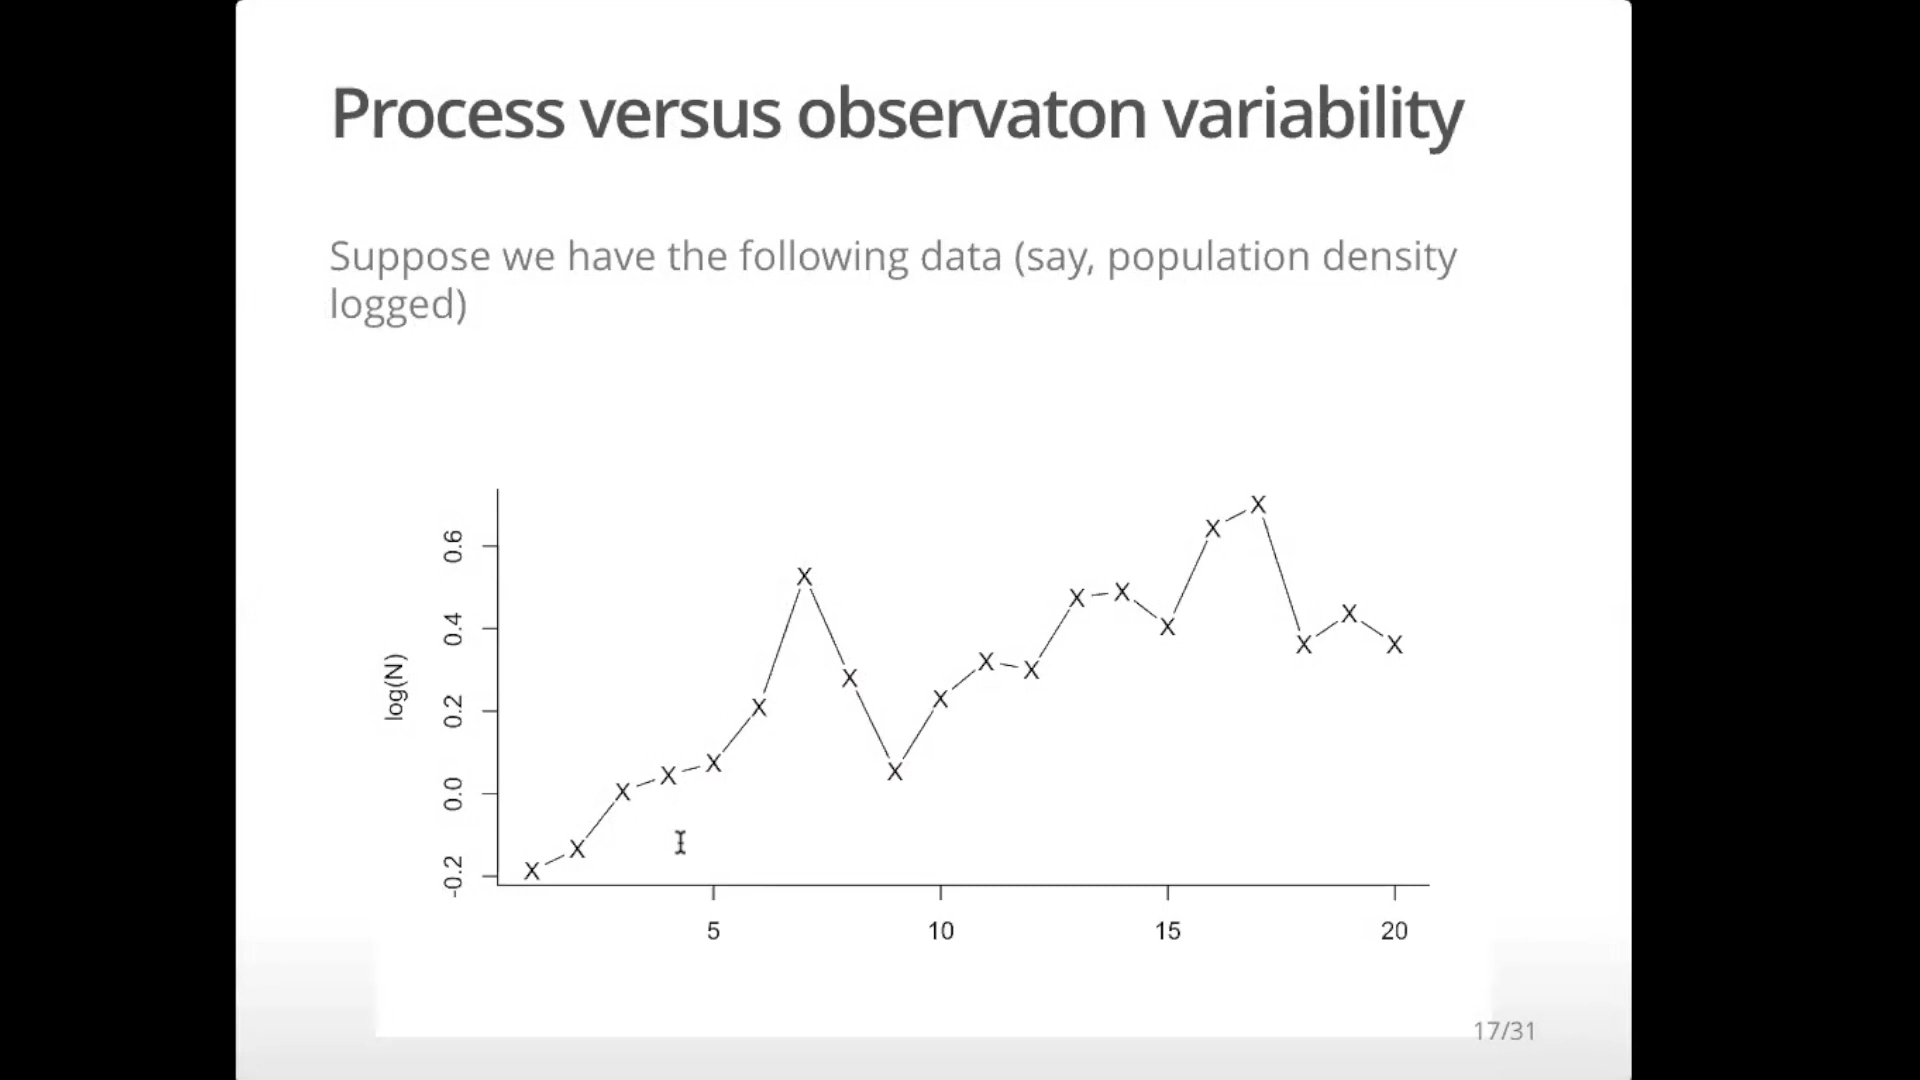 Process versus observaton variability
Suppose we have the following data (say, population density
logged)
log(N)
0.6
0.4
0.2
0.0
-0.2
5 10 15 20
17/31